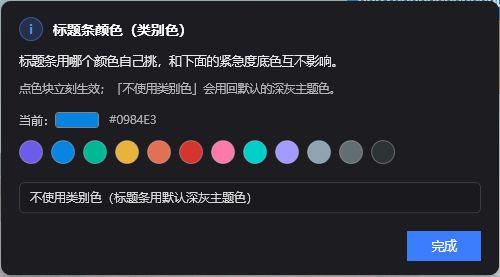 i
标题条颜色（类别色）
标题条用哪个颜色自己挑，和下面的紧急度底色互不影响。
点色块立刻生效；「不使用类别色」会用回默认的深灰主题色。
当前： #0984E3
不使用类别色（标题条用默认深灰主题色）
完成